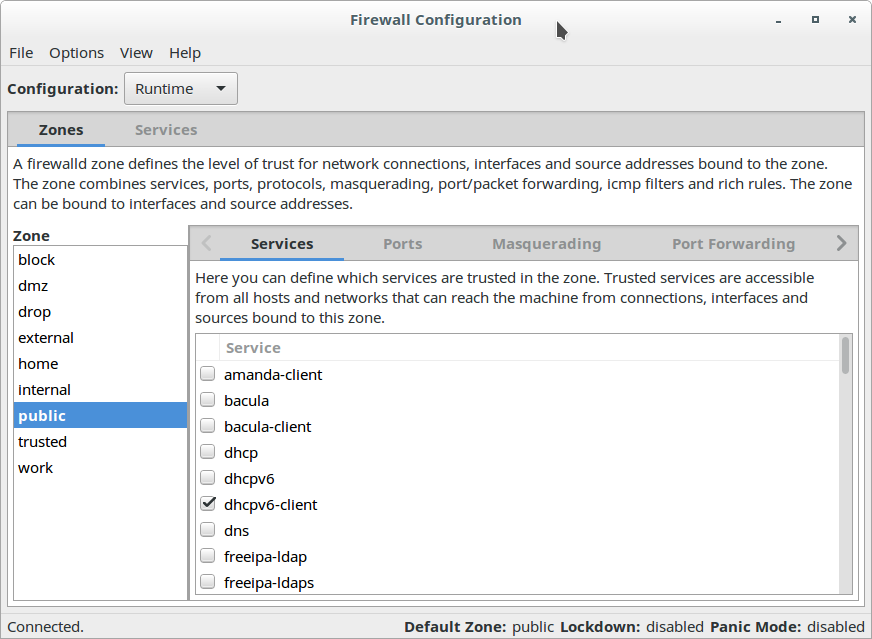 Firewall Configuration
File Options View Help
Configuration: Runtime
Zones Services
A firewalld zone defines the level of trust for network connections, interfaces and source addresses bound to the zone.
The zone combines services, ports, protocols, masquerading, port/packet forwarding, icmp filters and rich rules. The zone
can be bound to interfaces and source addresses.
Zone
block
dmz
drop
external
home
internal
public
trusted
work
Services Ports Masquerading Port Forwarding
Here you can define which services are trusted in the zone. Trusted services are accessible
from all hosts and networks that can reach the machine from connections, interfaces and
sources bound to this zone.
Service
amanda-client
bacula
bacula-client
dhcp
dhcpv6
dhcpv6-client
dns
freeipa-ldap
freeipa-ldaps
Connected. Default Zone: public Lockdown: disabled Panic Mode: disabled